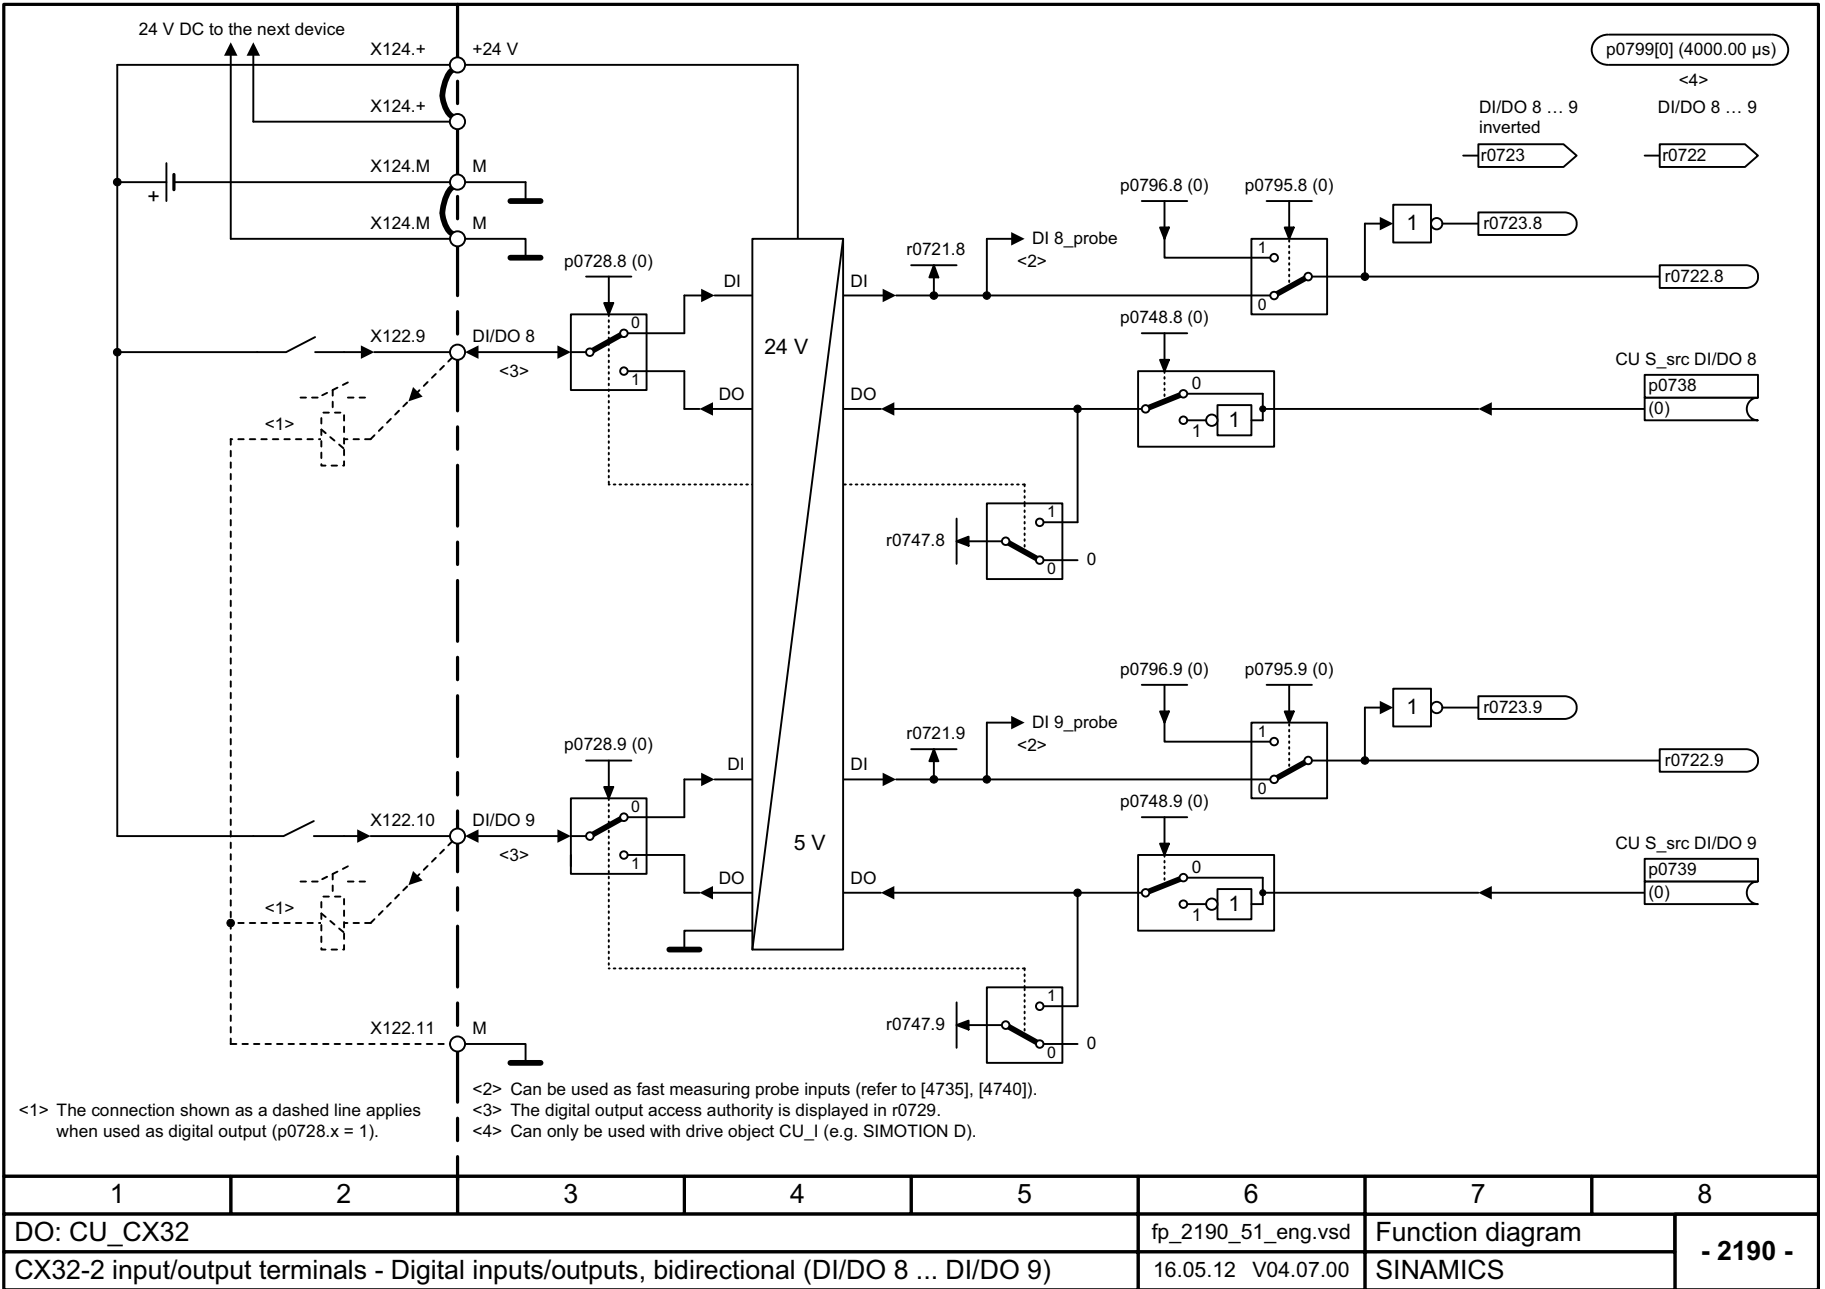 24 V DC to the next device
X124.+
+24 V
p0799[0] (4000.00 µs)
<4>
X124.+
DI/DO 8 … 9
inverted
DI/DO 8 … 9
r0723
r0722
X124.M
M
+
X124.M
M
p0796.8 (0)
p0795.8 (0)
1
r0723.8
p0728.8 (0)
r0721.8
DI 8_probe
<2>
1
DI
DI
r0722.8
0
X122.9
DI/DO 8
<3>
0
1
24 V
p0748.8 (0)
CU S_src DI/DO 8
p0738
(0)
DO
DO
0
1
1
<1>
r0747.8
1
0
0
p0796.9 (0)
p0795.9 (0)
1
r0723.9
p0728.9 (0)
r0721.9
DI 9_probe
<2>
1
DI
DI
r0722.9
0
X122.10
DI/DO 9
<3>
0
1
5 V
p0748.9 (0)
CU S_src DI/DO 9
p0739
(0)
DO
DO
0
1
1
<1>
r0747.9
1
0
0
X122.11
M
<1> The connection shown as a dashed line applies
when used as digital output (p0728.x = 1).
<2> Can be used as fast measuring probe inputs (refer to [4735], [4740]).
<3> The digital output access authority is displayed in r0729.
<4> Can only be used with drive object CU_I (e.g. SIMOTION D).
1 2 3 4 5 6 7 8
DO: CU_CX32
fp_2190_51_eng.vsd
Function diagram
- 2190 -
CX32-2 input/output terminals - Digital inputs/outputs, bidirectional (DI/DO 8 ... DI/DO 9)
16.05.12 V04.07.00
SINAMICS